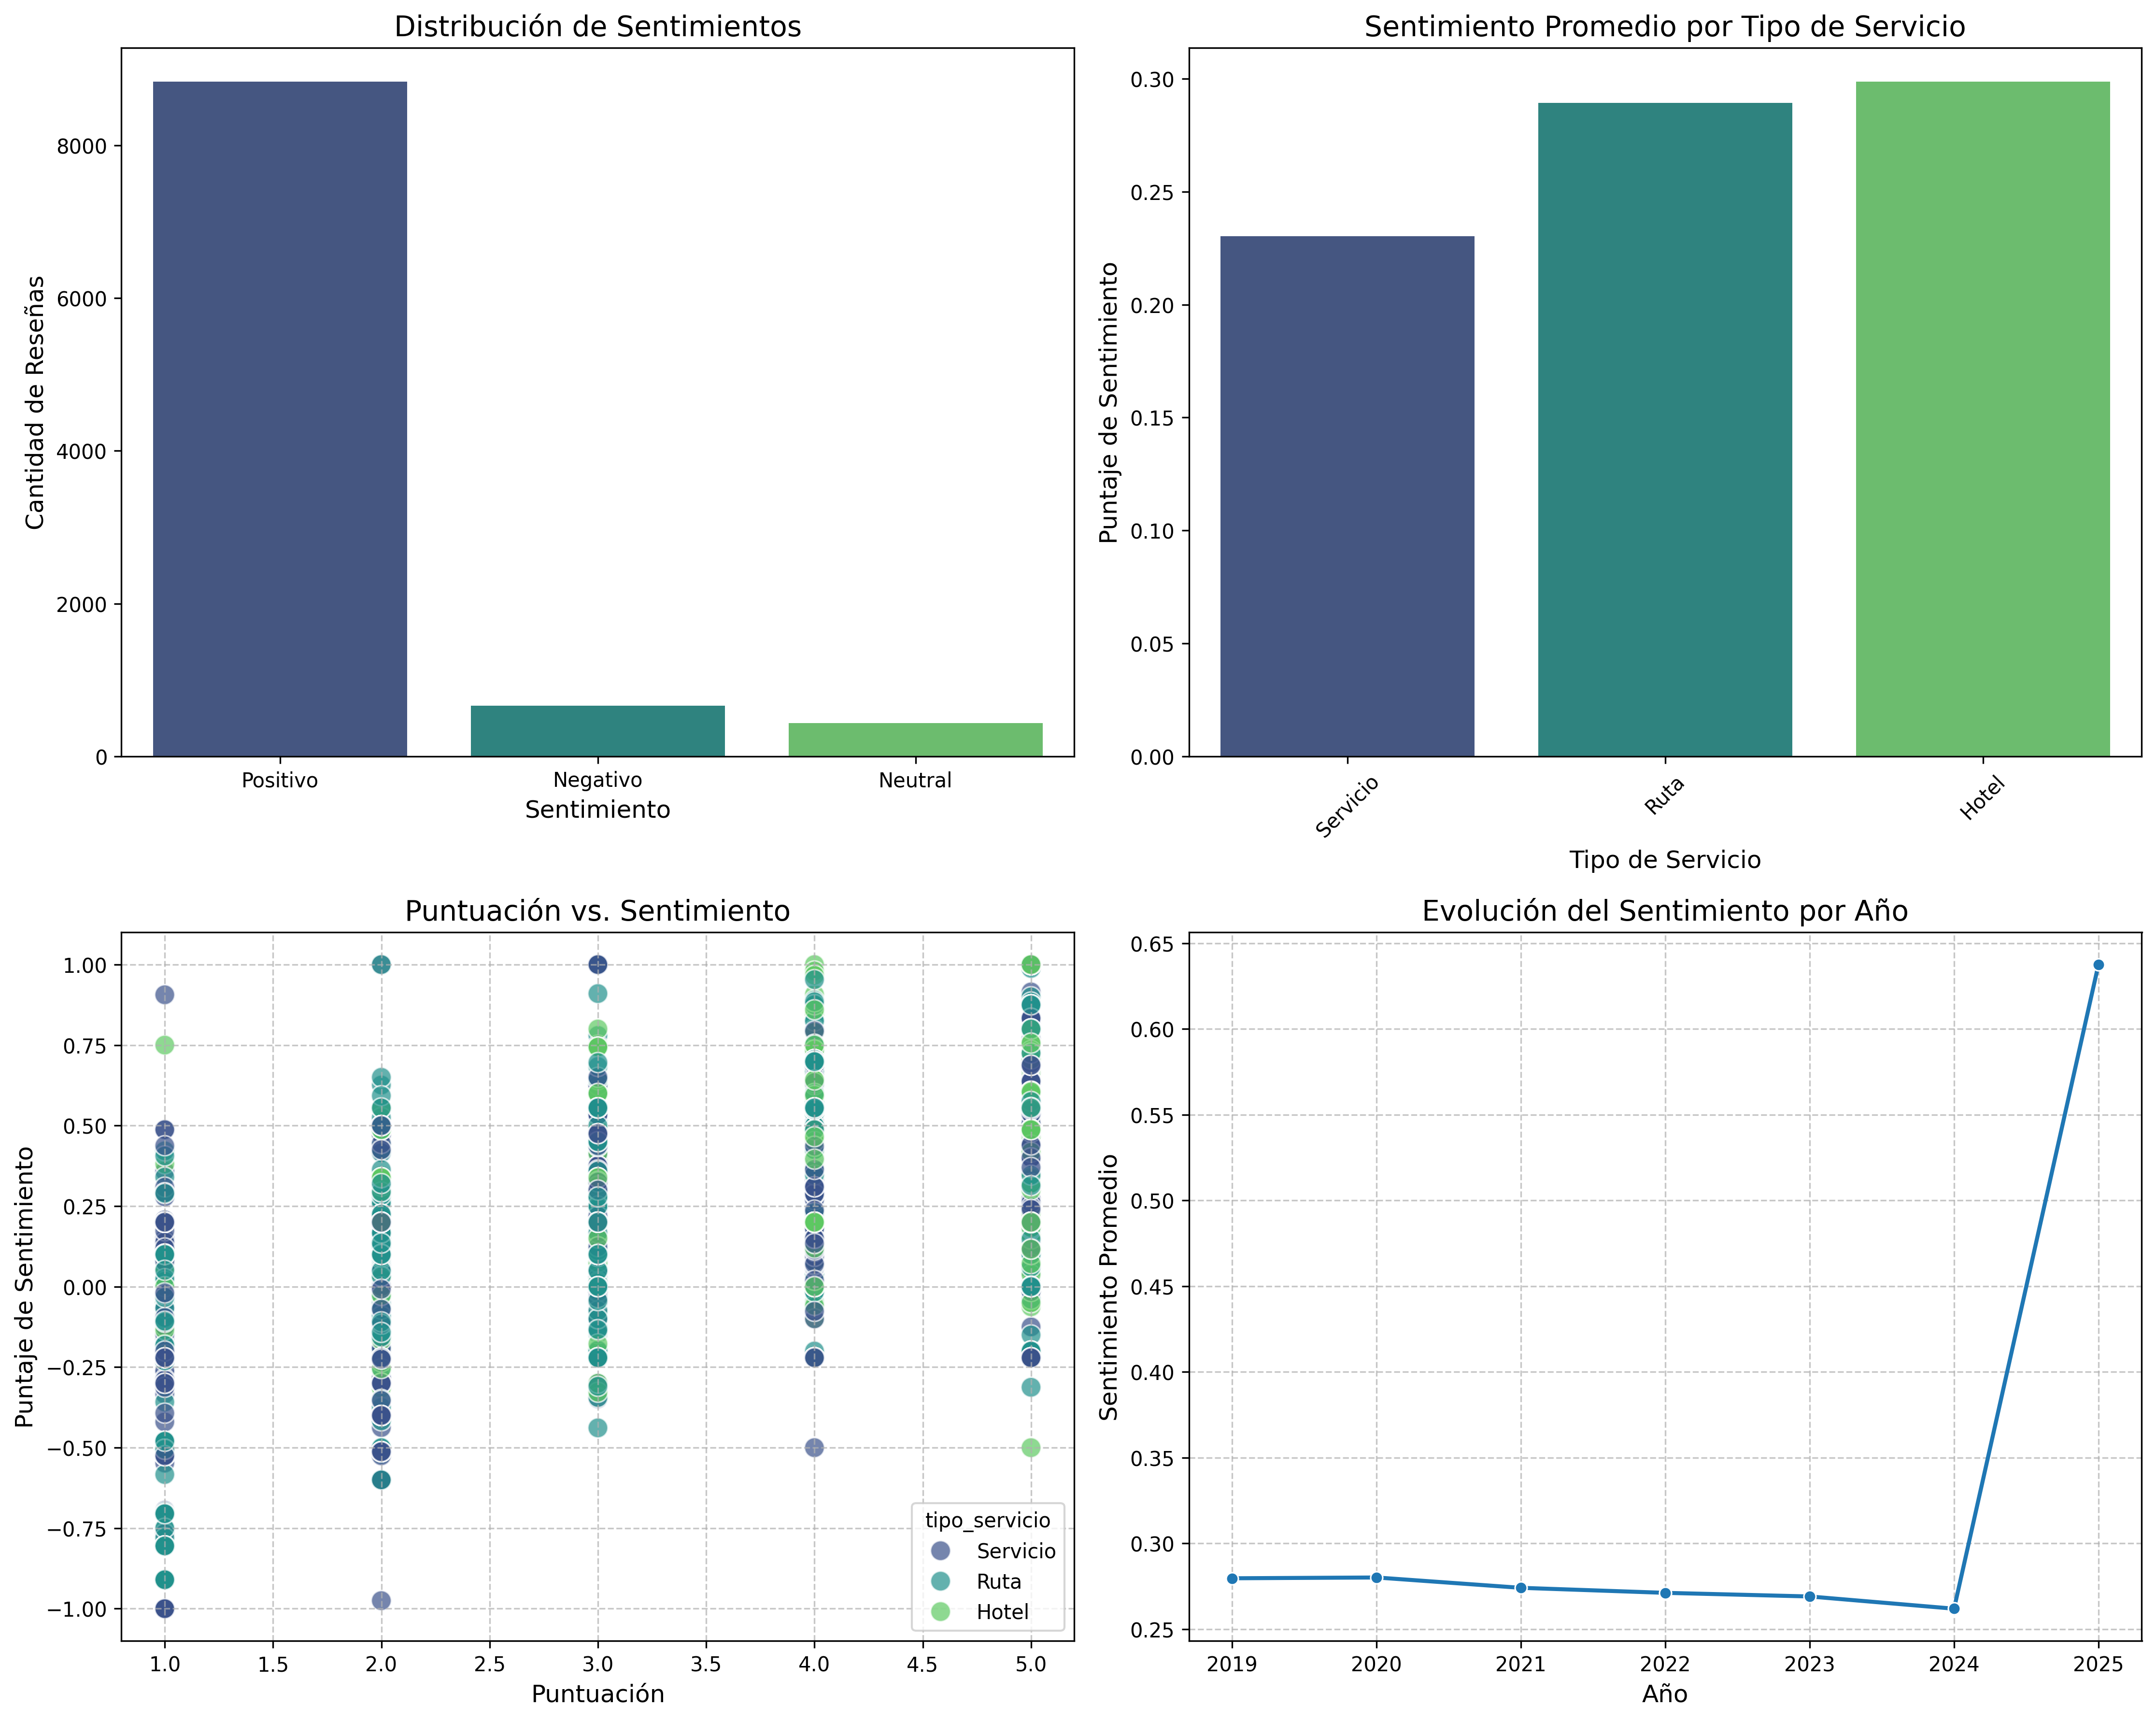 Distribución de Sentimientos
Cantidad de Reseñas
8000
6000
4000
2000
0
Positivo Negativo Neutral
Sentimiento
Sentimiento Promedio por Tipo de Servicio
Puntaje de Sentimiento
0.30
0.25
0.20
0.15
0.10
0.05
0.00
Servicio Ruta Hotel
Tipo de Servicio
Puntuación vs. Sentimiento
Puntaje de Sentimiento
1.00
0.75
0.50
0.25
0.00
−0.25
−0.50
−0.75
−1.00
tipo_servicio
Servicio
Ruta
Hotel
1.0 1.5 2.0 2.5 3.0 3.5 4.0 4.5 5.0
Puntuación
Evolución del Sentimiento por Año
Sentimiento Promedio
0.65
0.60
0.55
0.50
0.45
0.40
0.35
0.30
0.25
2019 2020 2021 2022 2023 2024 2025
Año